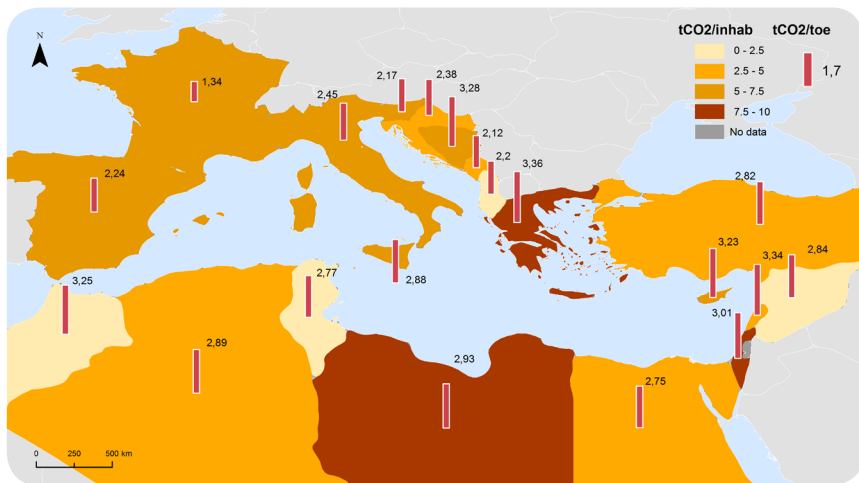 N
tCO2/inhab
tCO2/toe
0 - 2.5
2.5 - 5
5 - 7.5
7.5 - 10
No data
1,7
1,34
2,17
2,38
3,28
2,45
2,12
2,2
3,36
2,24
2,82
3,23
3,34
2,84
3,25
2,77
2,88
3,01
2,89
2,93
2,75
0 250 500 km